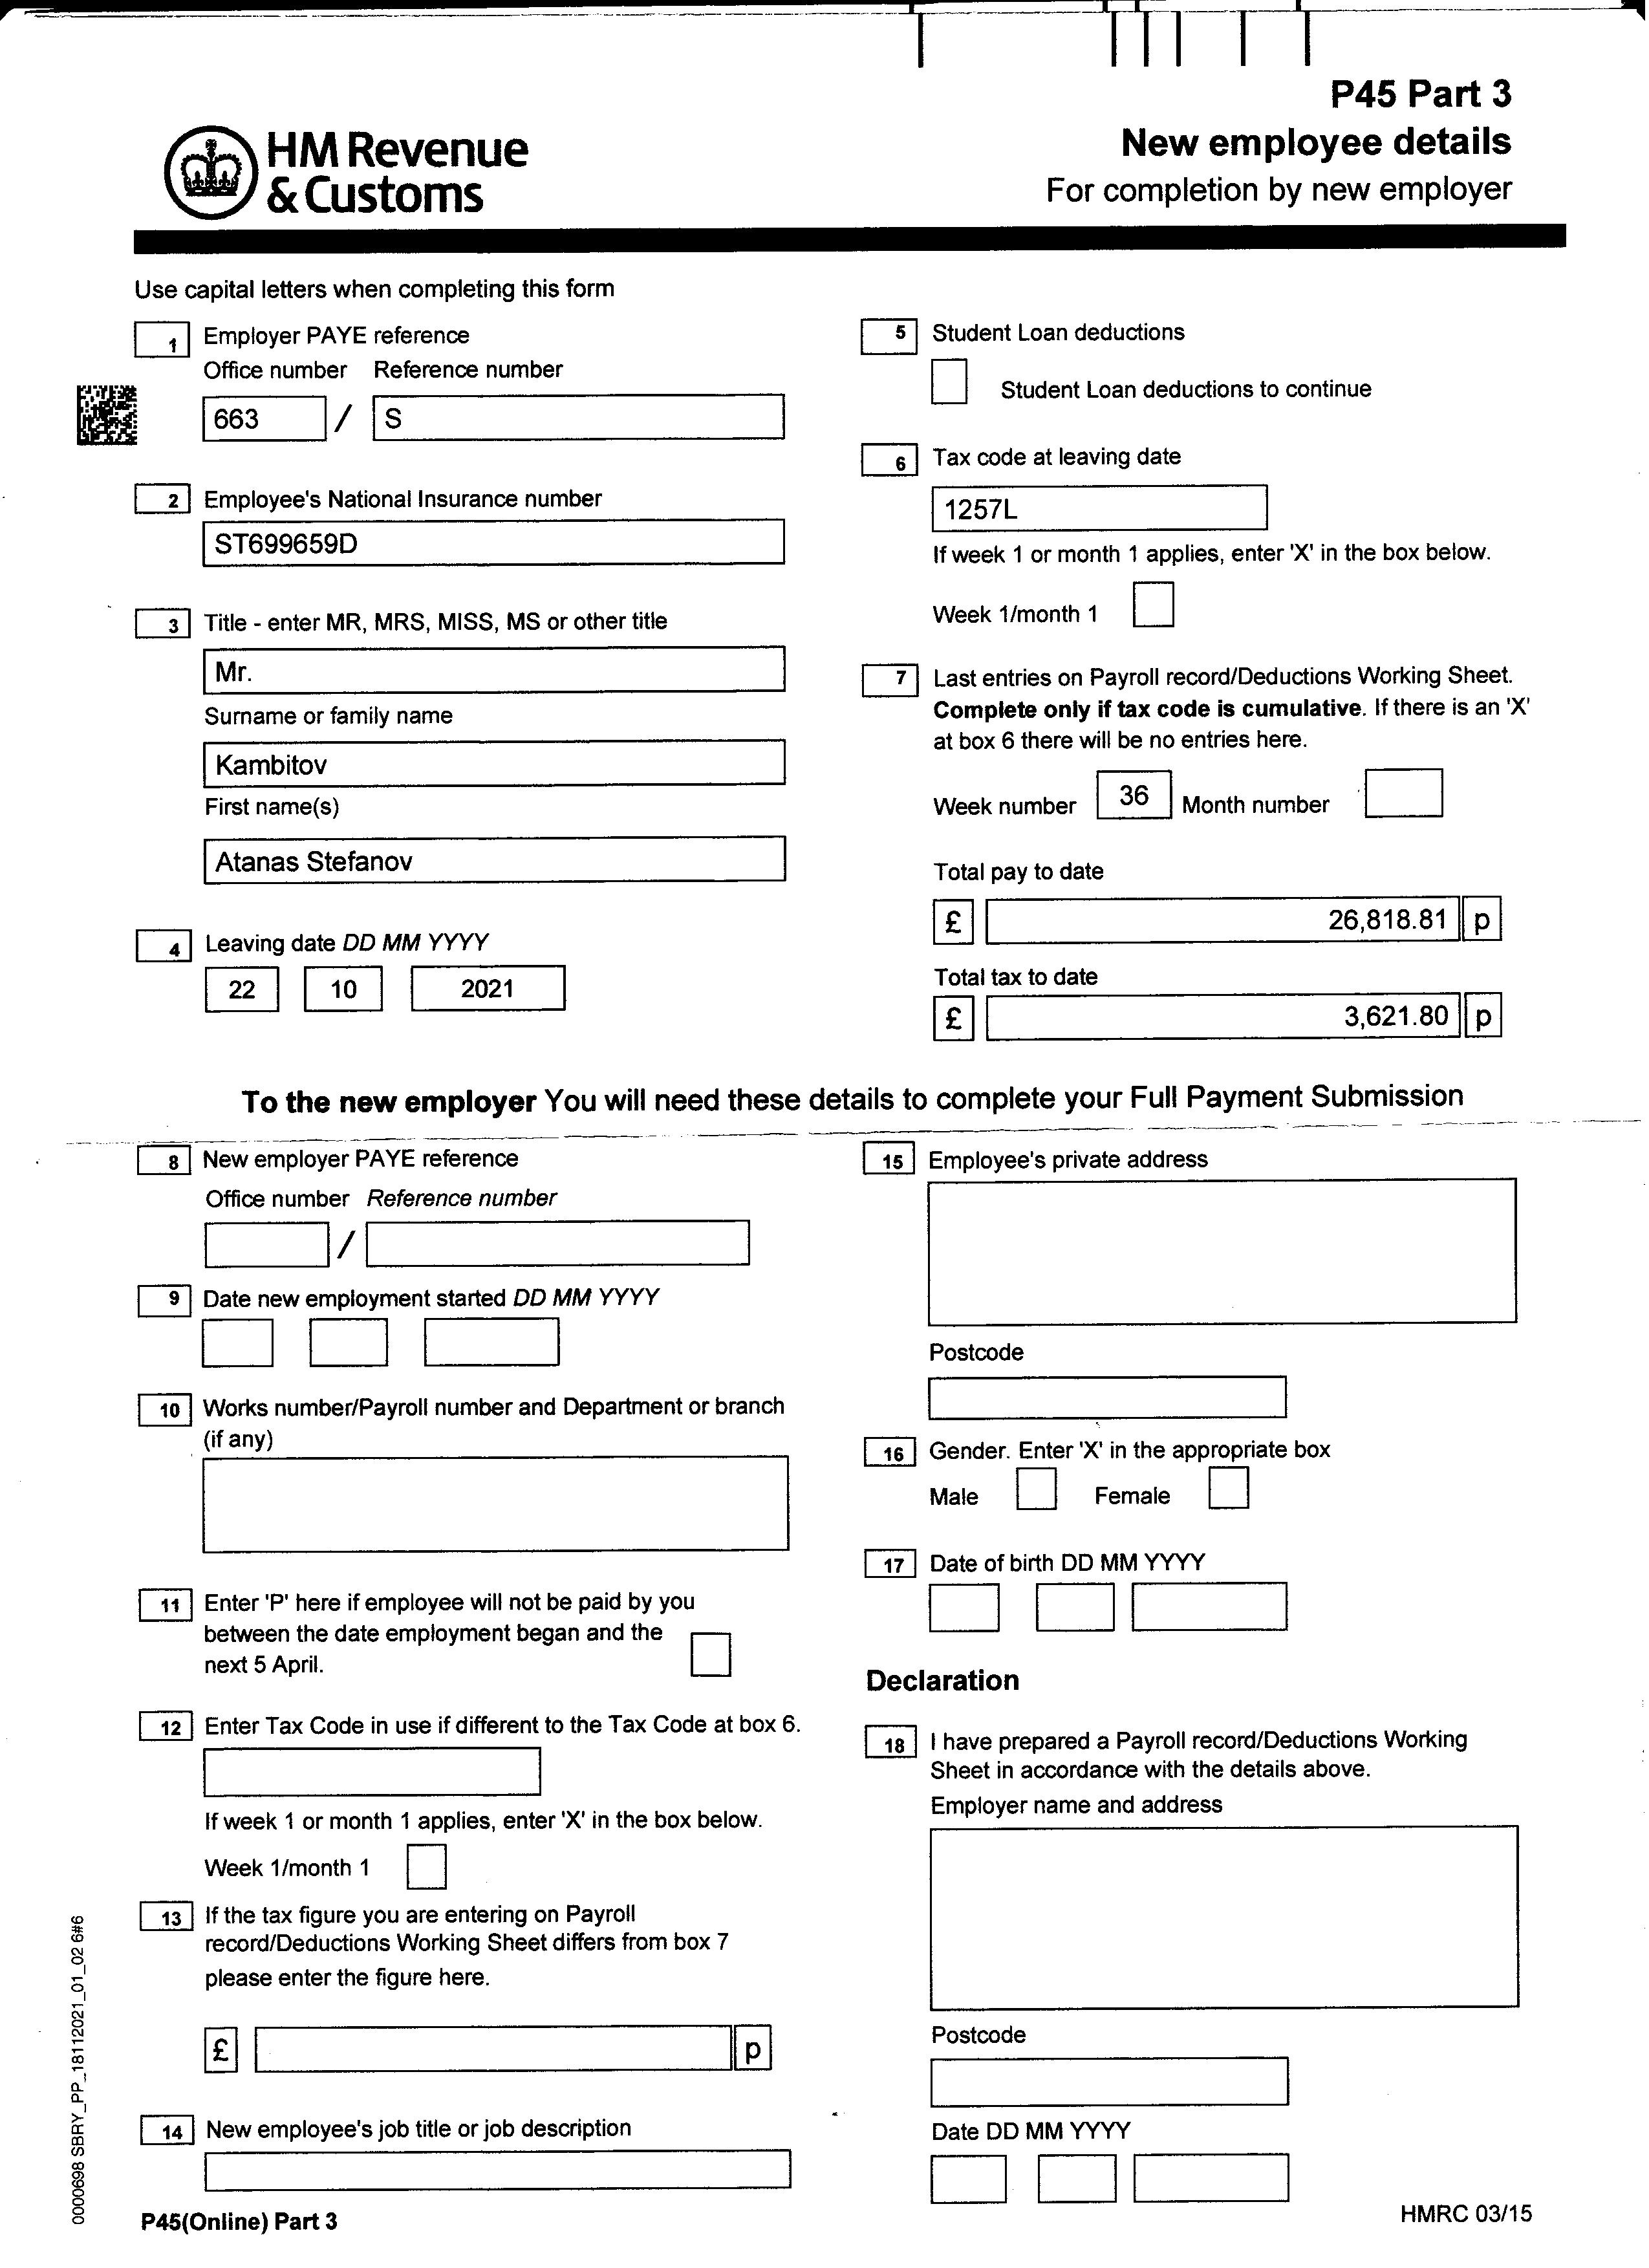 P45 Part 3
New employee details
For completion by new employer
HM Revenue
& Customs
Use capital letters when completing this form
1 Employer PAYE reference
Office number Reference number
663 / S
2 Employee's National Insurance number
ST699659D
3 Title - enter MR, MRS, MISS, MS or other title
Mr.
Surname or family name
Kambitov
First name(s)
Atanas Stefanov
4 Leaving date DD MM YYYY
22 10 2021
5 Student Loan deductions
Student Loan deductions to continue
6 Tax code at leaving date
1257L
If week 1 or month 1 applies, enter 'X' in the box below.
Week 1/month 1
7 Last entries on Payroll record/Deductions Working Sheet.
Complete only if tax code is cumulative. If there is an 'X'
at box 6 there will be no entries here.
Week number 36 Month number
Total pay to date
£ 26,818.81 p
Total tax to date
£ 3,621.80 p
To the new employer You will need these details to complete your Full Payment Submission
8 New employer PAYE reference
Office number Reference number
/
9 Date new employment started DD MM YYYY
10 Works number/Payroll number and Department or branch
(if any)
11 Enter 'P' here if employee will not be paid by you
between the date employment began and the
next 5 April.
12 Enter Tax Code in use if different to the Tax Code at box 6.
If week 1 or month 1 applies, enter 'X' in the box below.
Week 1/month 1
13 If the tax figure you are entering on Payroll
record/Deductions Working Sheet differs from box 7
please enter the figure here.
£ p
14 New employee's job title or job description
15 Employee's private address
Postcode
16 Gender. Enter 'X' in the appropriate box
Male Female
17 Date of birth DD MM YYYY
Declaration
18 I have prepared a Payroll record/Deductions Working
Sheet in accordance with the details above.
Employer name and address
Postcode
Date DD MM YYYY
P45(Online) Part 3
HMRC 03/15
0000698 SBRY_PP_18112021_01_02 6#6